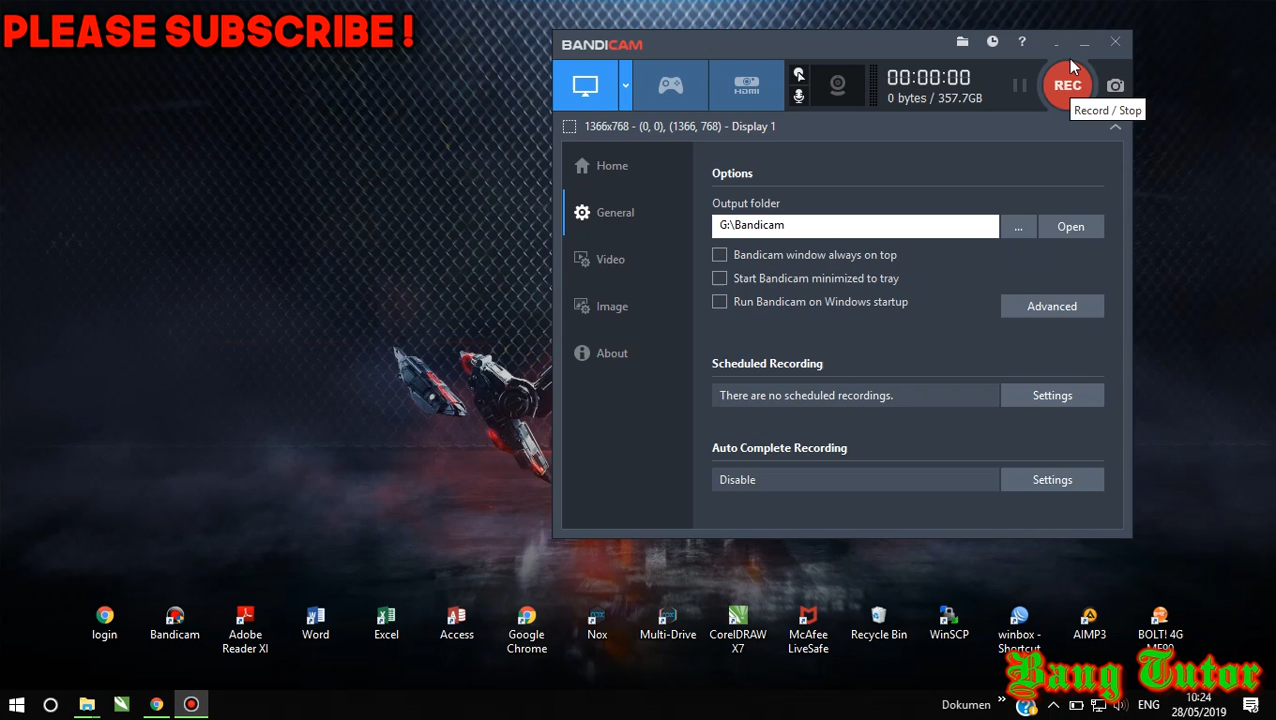 PLEASE SUBSCRIBE !
BANDICAM
?
HDMI
00:00:00
0 bytes / 357.7GB
REC
Record / Stop
1366x768 - (0, 0), (1366, 768) - Display 1
Home
General
Video
Image
About
Options
Output folder
G:\Bandicam
...
Open
Bandicam window always on top
Start Bandicam minimized to tray
Run Bandicam on Windows startup
Advanced
Scheduled Recording
There are no scheduled recordings.
Settings
Auto Complete Recording
Disable
Settings
login
Bandicam
Adobe
Reader XI
Word
Excel
Access
Google
Chrome
Nox
Multi-Drive
CorelDRAW
X7
McAfee
LiveSafe
Recycle Bin
WinSCP
winbox -
Shortcut
AIMP3
BOLT! 4G
Bang Tutor
Dokumen
ENG
10:24
28/05/2019